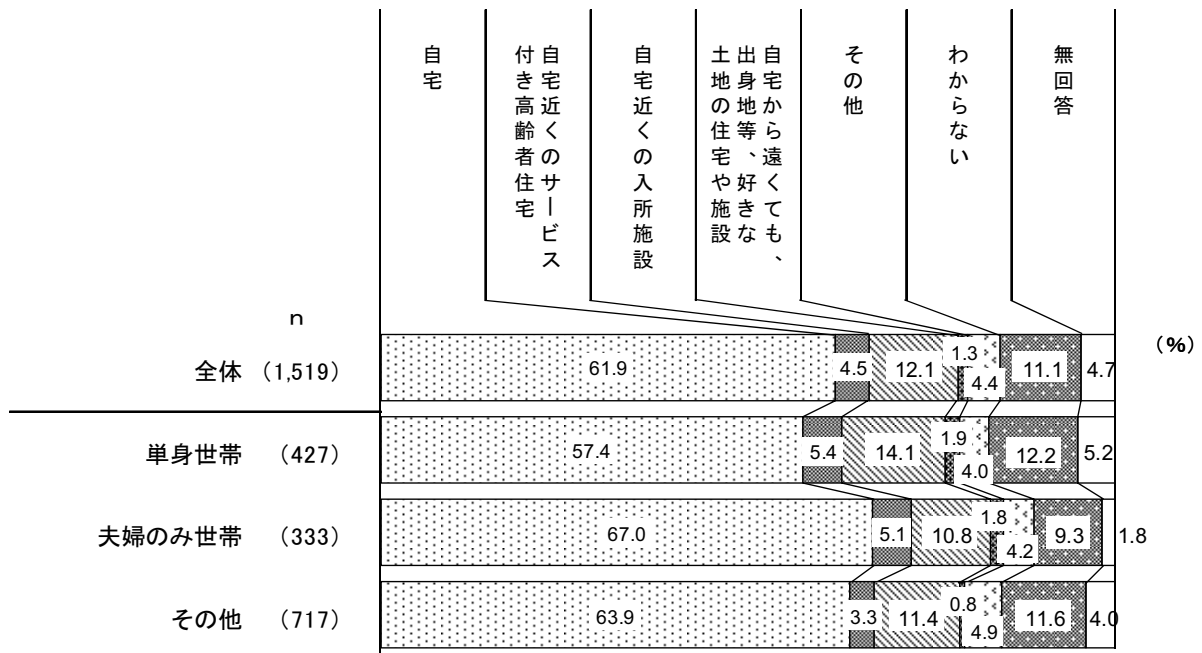 自宅
自宅近くのサービス
付き高齢者住宅
自宅近くの入所施設
自宅から遠くても、
出身地等、好きな
土地の住宅や施設
その他
わからない
無回答
n
(%)
全体 (1,519) 61.9 4.5 12.1 1.3 4.4 11.1 4.7
単身世帯 (427) 57.4 5.4 14.1 1.9 4.0 12.2 5.2
夫婦のみ世帯 (333) 67.0 5.1 10.8 1.8 4.2 9.3 1.8
その他 (717) 63.9 3.3 11.4 0.8 4.9 11.6 4.0